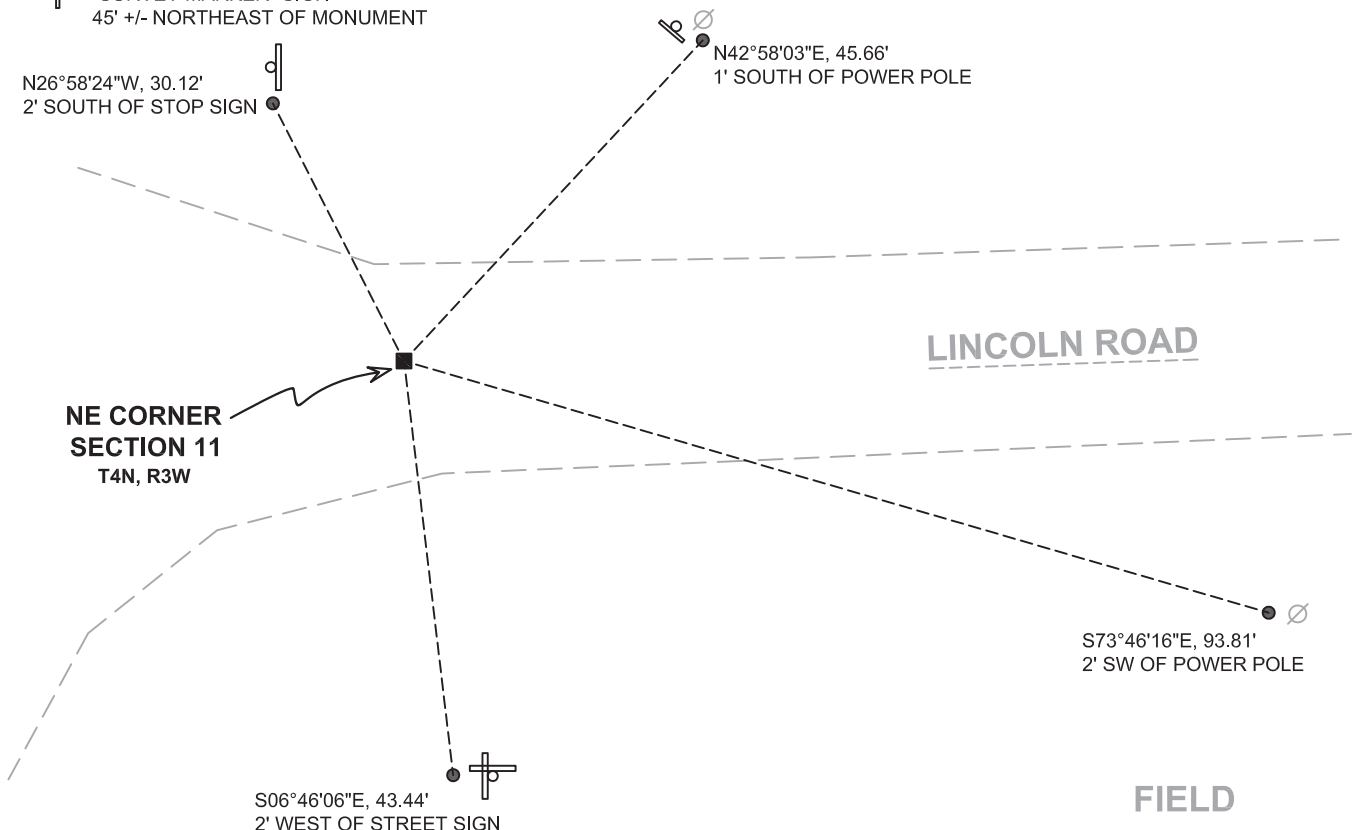 45' +/- NORTHEAST OF MONUMENT
N26°58'24"W, 30.12'
2' SOUTH OF STOP SIGN
N42°58'03"E, 45.66'
1' SOUTH OF POWER POLE
LINCOLN ROAD
NE CORNER
SECTION 11
T4N, R3W
S73°46'16"E, 93.81'
2' SW OF POWER POLE
S06°46'06"E, 43.44'
2' WEST OF STREET SIGN
FIELD